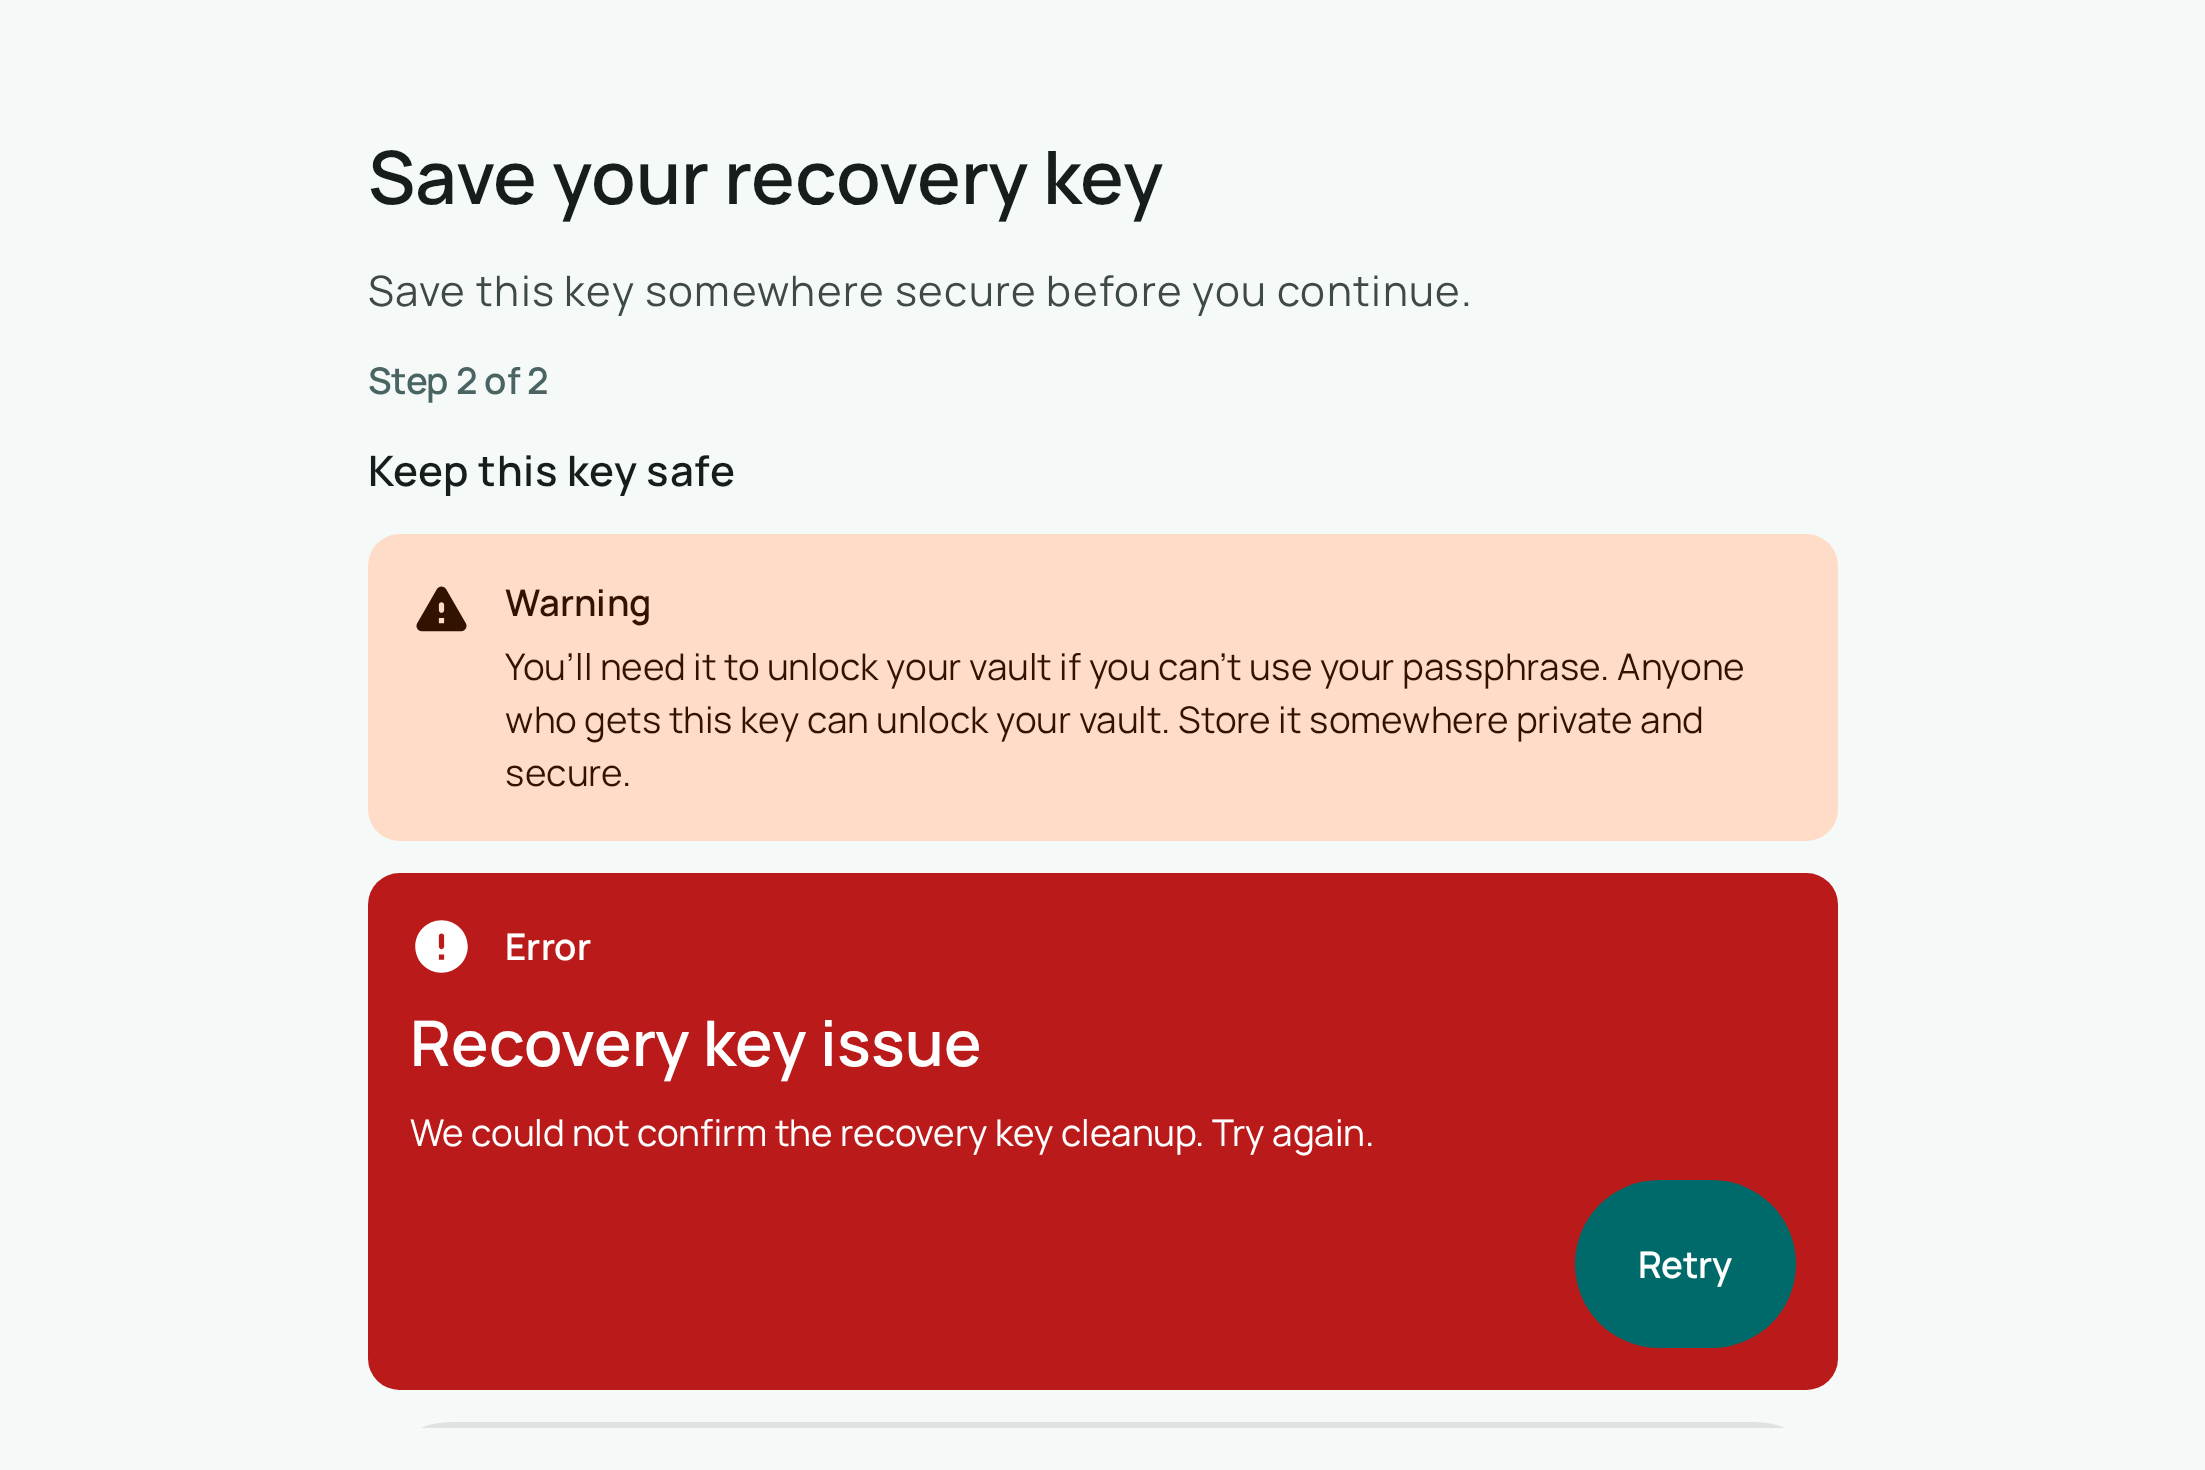 Save your recovery key
Save this key somewhere secure before you continue.
Step 2 of 2
Keep this key safe
Warning
You’ll need it to unlock your vault if you can’t use your passphrase. Anyone
who gets this key can unlock your vault. Store it somewhere private and
secure.
Error
Recovery key issue
We could not confirm the recovery key cleanup. Try again.
Retry